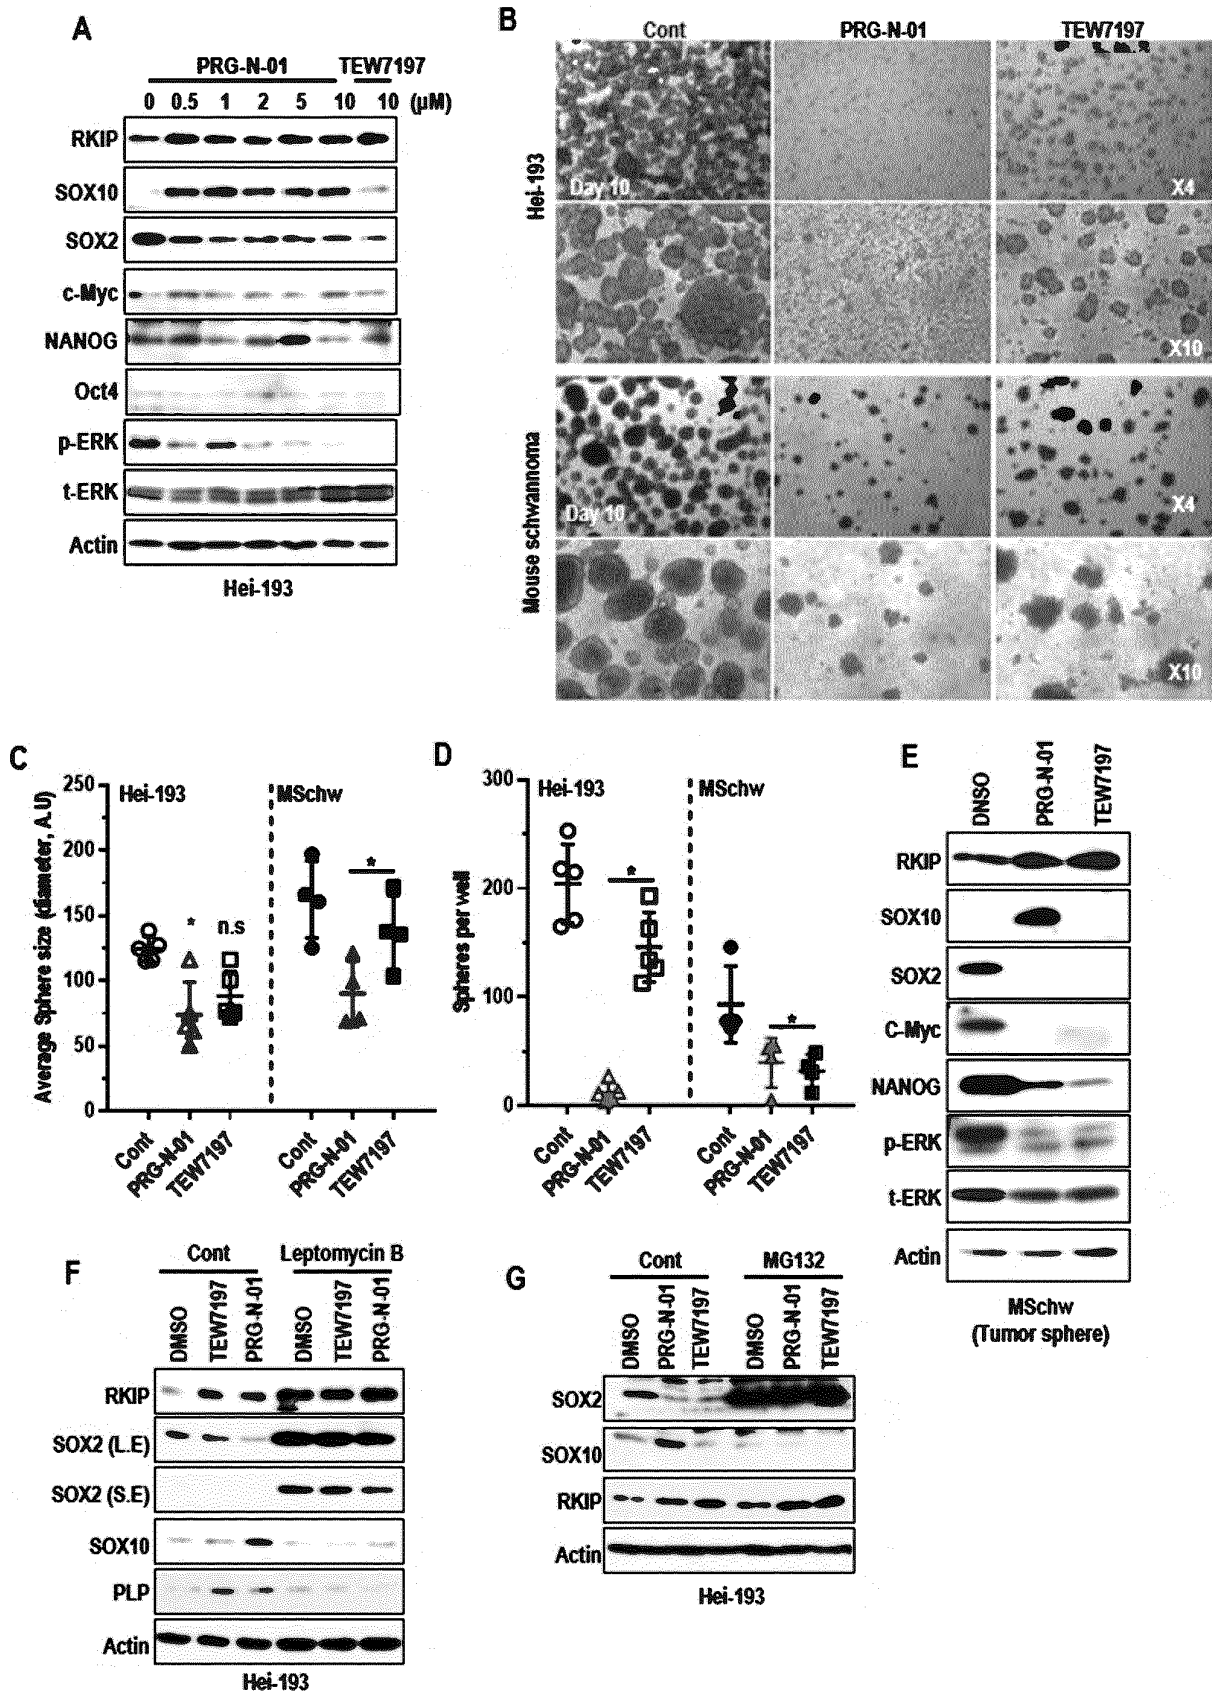 A
PRG-N-01 TEW7197
0 0.5 1 2 5 10 10 (μM)
RKIP
SOX10
SOX2
c-Myc
NANOG
Oct4
p-ERK
t-ERK
Actin
Hei-193
B
Cont PRG-N-01 TEW7197
Hei-193
Day 10
X4
X10
Mouse schwannoma
Day 10
X4
X10
C
Average Sphere size (diameter, A.U)
250
200
150
100
50
0
Hei-193
MSchw
*
n.s
*
Cont
PRG-N-01
TEW7197
Cont
PRG-N-01
TEW7197
D
Spheres per well
300
200
100
0
Hei-193
MSchw
*
*
Cont
PRG-N-01
TEW7197
Cont
PRG-N-01
TEW7197
E
DNSO
PRG-N-01
TEW7197
RKIP
SOX10
SOX2
C-Myc
NANOG
p-ERK
t-ERK
Actin
MSchw
(Tumor sphere)
F
Cont Leptomycin B
DMSO
TEW7197
PRG-N-01
DMSO
TEW7197
PRG-N-01
RKIP
SOX2 (L.E)
SOX2 (S.E)
SOX10
PLP
Actin
Hei-193
G
Cont MG132
DMSO
PRG-N-01
TEW7197
DMSO
PRG-N-01
TEW7197
SOX2
SOX10
RKIP
Actin
Hei-193